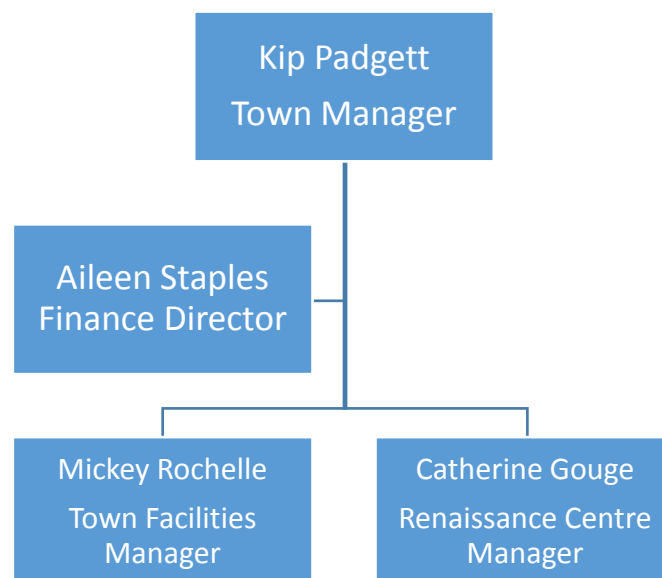 Kip Padgett
Town Manager
Aileen Staples
Finance Director
Mickey Rochelle
Town Facilities
Manager
Catherine Gouge
Renaissance Centre
Manager